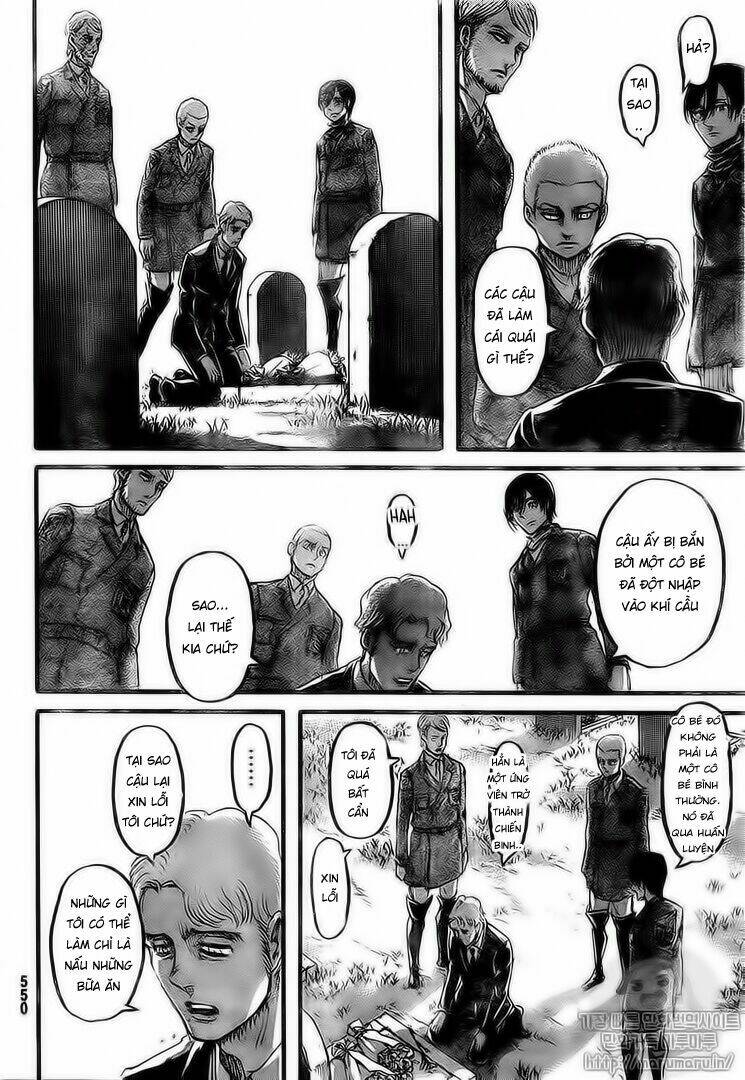 HẢ?
TẠI
SAO
..
CÁC CẬU
ĐÃ LÀM
CÁI QUÁI
GÌ THẾ?
CẬU ẤY BỊ BẮN
BỞI MỘT CÔ BÉ
ĐÃ ĐỘT NHẬP
VÀO KHÍ CẦU
HAH
...
SAO...
LẠI THẾ
KIA CHỨ?
.......
TẠI SAO
CẬU LẠI
XIN LỖI
TÔI CHỨ?
NHỮNG GÌ
TÔI CÓ THỂ
LÀM CHỈ LÀ
NẤU NHỮNG
BỮA ĂN
CÔ BÉ ĐÓ
KHÔNG
PHẢI LÀ
MỘT CÔ
BÉ BÌNH
THƯỜNG.
NÓ ĐÃ
QUA HUẤN
LUYỆN
HẲN LÀ
MỘT ỨNG
VIÊN TRỞ
THÀNH
CHIẾN
BINH..
TÔI ĐÃ
QUÁ
BẤT
CẨN
XIN
LỖI
550
http://marumaru.in/